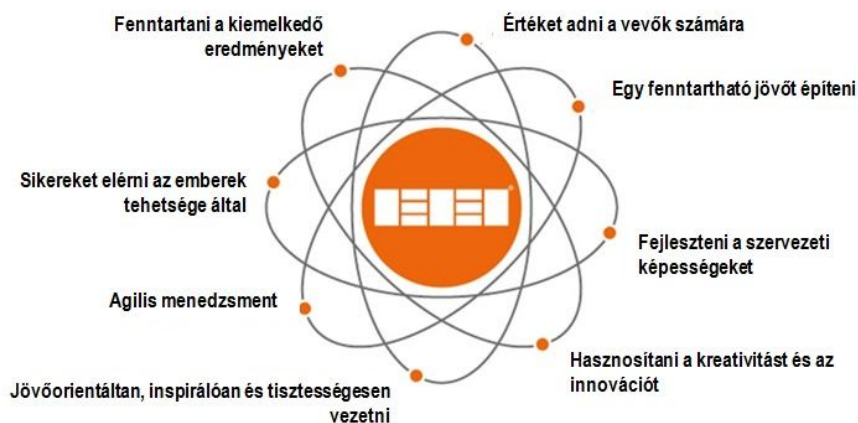 Fenntartani a kiemelkedő
eredményeket
Értéket adni a vevők számára
Egy fenntartható jövőt építeni
Sikereket elérni az emberek
tehetsége által
Fejleszteni a szervezeti
képességeket
Agilis menedzsment
Hasznosítani a kreativitást és az
innovációt
Jövőorientáltan, inspirálóan és tisztességesen
vezetni